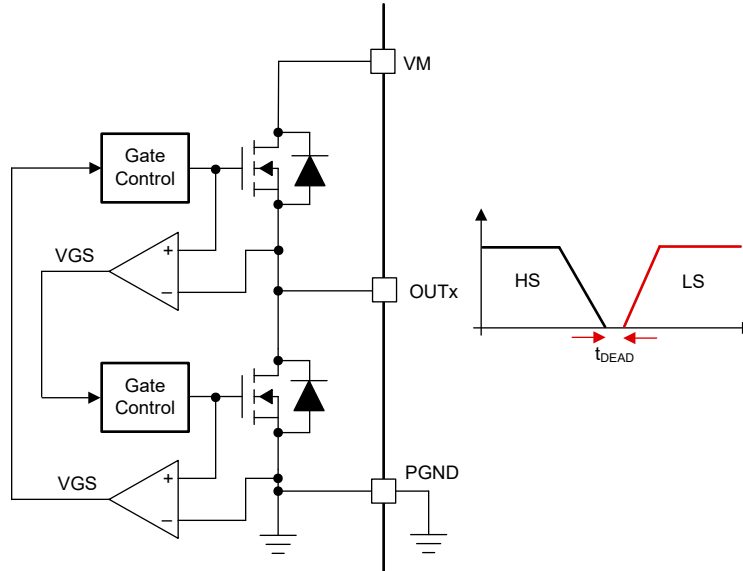 VM
Gate
Control
+
VGS
−
OUTx
HS
LS
tDEAD
Gate
Control
PGND
+
VGS
−